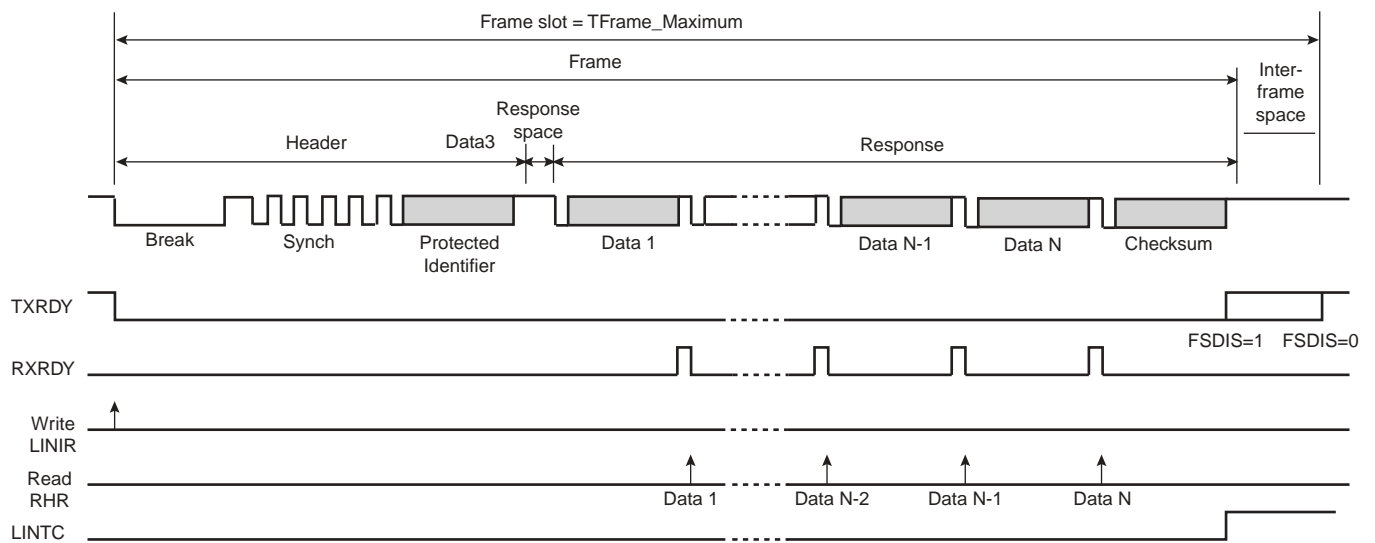 Frame slot = TFrame_Maximum
Frame
Inter-
frame
space
Response
space
Header
Data3
Response
Break
Synch
Protected
Identifier
Data 1
Data N-1
Data N
Checksum
TXRDY
FSDIS=1
FSDIS=0
RXRDY
Write
LINIR
Read
RHR
Data 1
Data N-2
Data N-1
Data N
LINTC